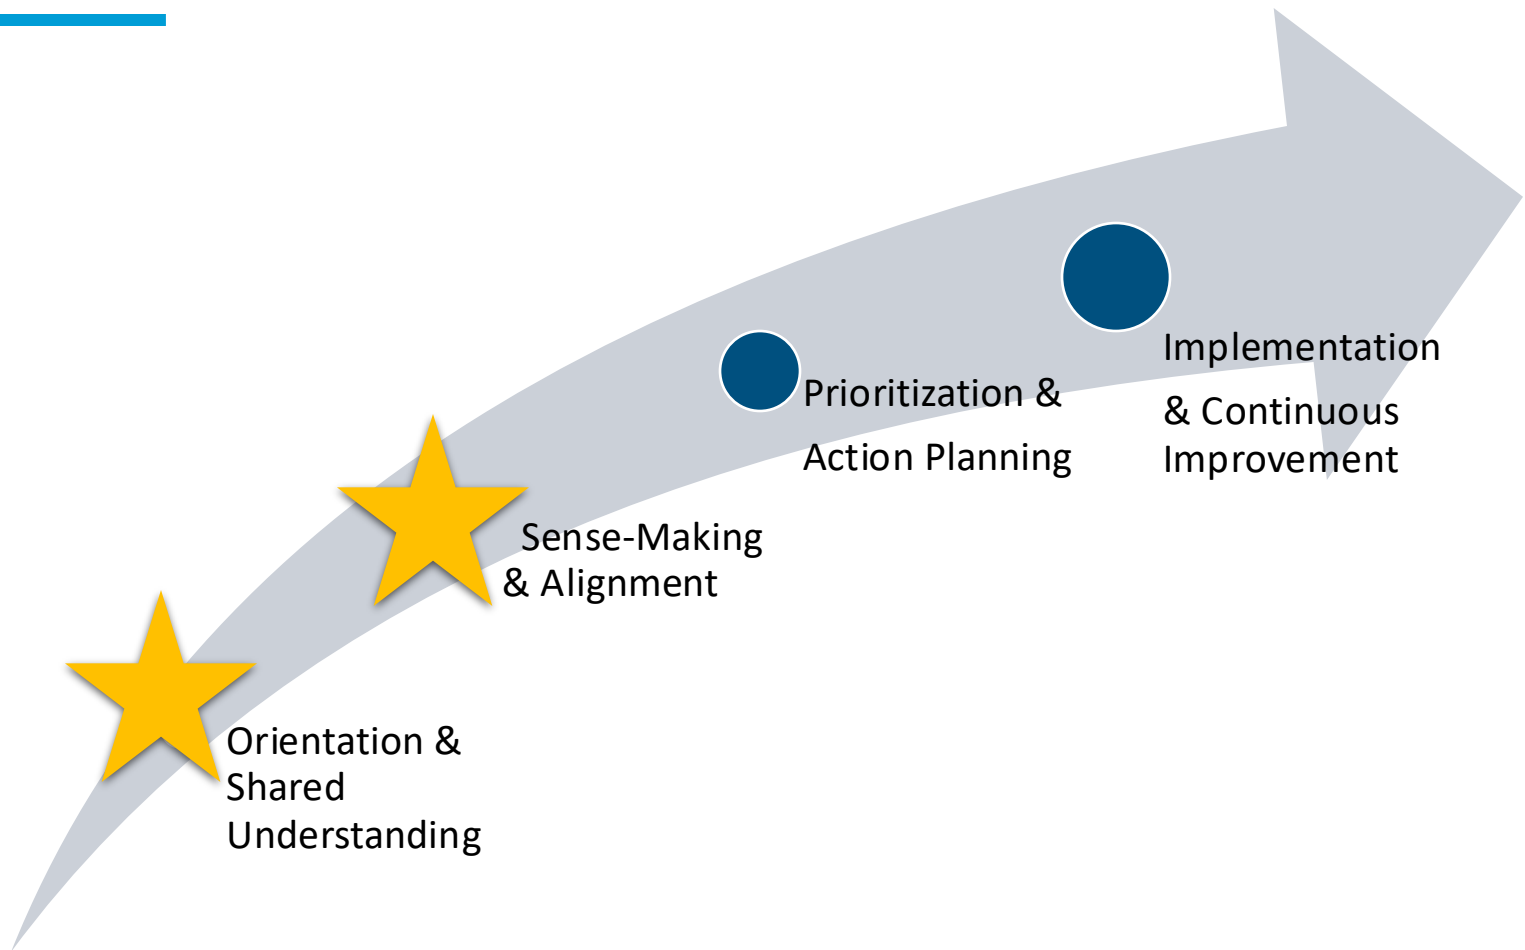 Orientation &
Shared
Understanding
Sense-Making
& Alignment
Prioritization &
Action Planning
Implementation
& Continuous
Improvement